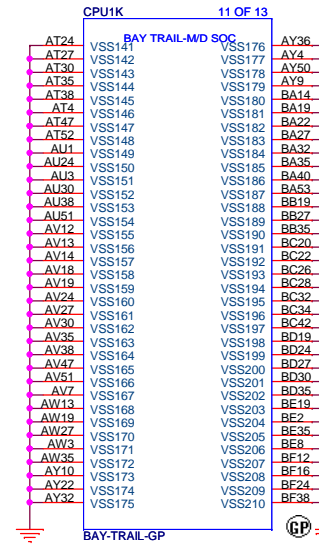 CPU1K 11 OF 13
BAY TRAIL-M/D SOC
AT24 VSS141 VSS176 AY36
AT27 VSS142 VSS177 AY4
AT30 VSS143 VSS178 AY50
AT35 VSS144 VSS179 AY9
AT38 VSS145 VSS180 BA14
AT4 VSS146 VSS181 BA19
AT47 VSS147 VSS182 BA22
AT52 VSS148 VSS183 BA27
AU1 VSS149 VSS184 BA32
AU24 VSS150 VSS185 BA35
AU3 VSS151 VSS186 BA40
AU30 VSS152 VSS187 BA53
AU38 VSS153 VSS188 BB19
AU51 VSS154 VSS189 BB27
AV12 VSS155 VSS190 BB35
AV13 VSS156 VSS191 BC20
AV14 VSS157 VSS192 BC22
AV18 VSS158 VSS193 BC26
AV19 VSS159 VSS194 BC28
AV24 VSS160 VSS195 BC32
AV27 VSS161 VSS196 BC34
AV30 VSS162 VSS197 BC42
AV35 VSS163 VSS198 BD19
AV38 VSS164 VSS199 BD24
AV47 VSS165 VSS200 BD27
AV51 VSS166 VSS201 BD30
AV7 VSS167 VSS202 BD35
AW13 VSS168 VSS203 BE19
AW19 VSS169 VSS204 BE2
AW27 VSS170 VSS205 BE35
AW3 VSS171 VSS206 BE8
AW35 VSS172 VSS207 BF12
AY10 VSS173 VSS208 BF16
AY22 VSS174 VSS209 BF24
AY32 VSS175 VSS210 BF38
BAY-TRAIL-GP GP